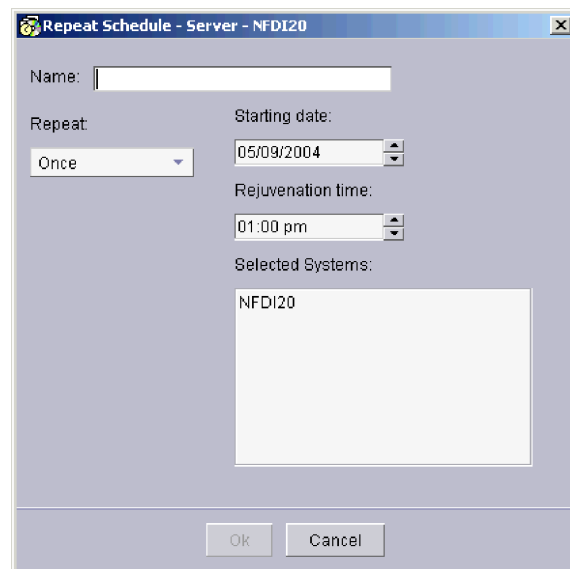 Repeat Schedule - Server - NFDI20
Name:
Repeat:
Once
Starting date:
05/09/2004
Rejuvenation time:
01:00 pm
Selected Systems:
NFDI20
Ok
Cancel